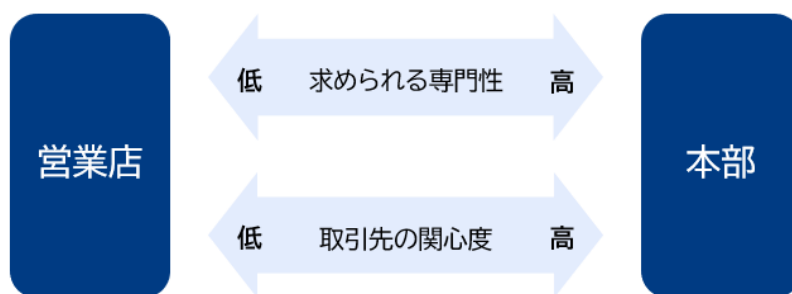 低 求められる専門性 高
営業店
本部
低 取引先の関心度 高